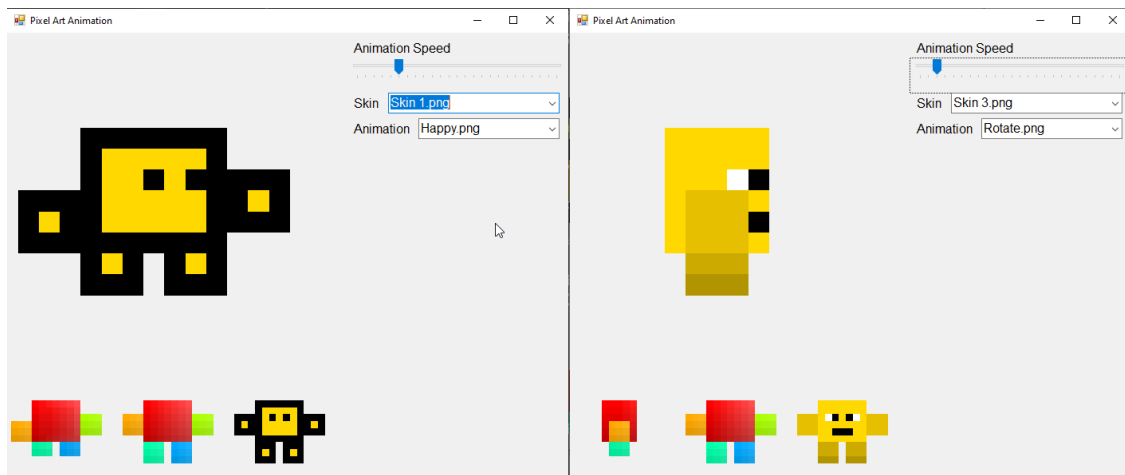 Pixel Art Animation
Animation Speed
Skin Skin 1.png
Animation Happy.png
Pixel Art Animation
Animation Speed
Skin Skin 3.png
Animation Rotate.png